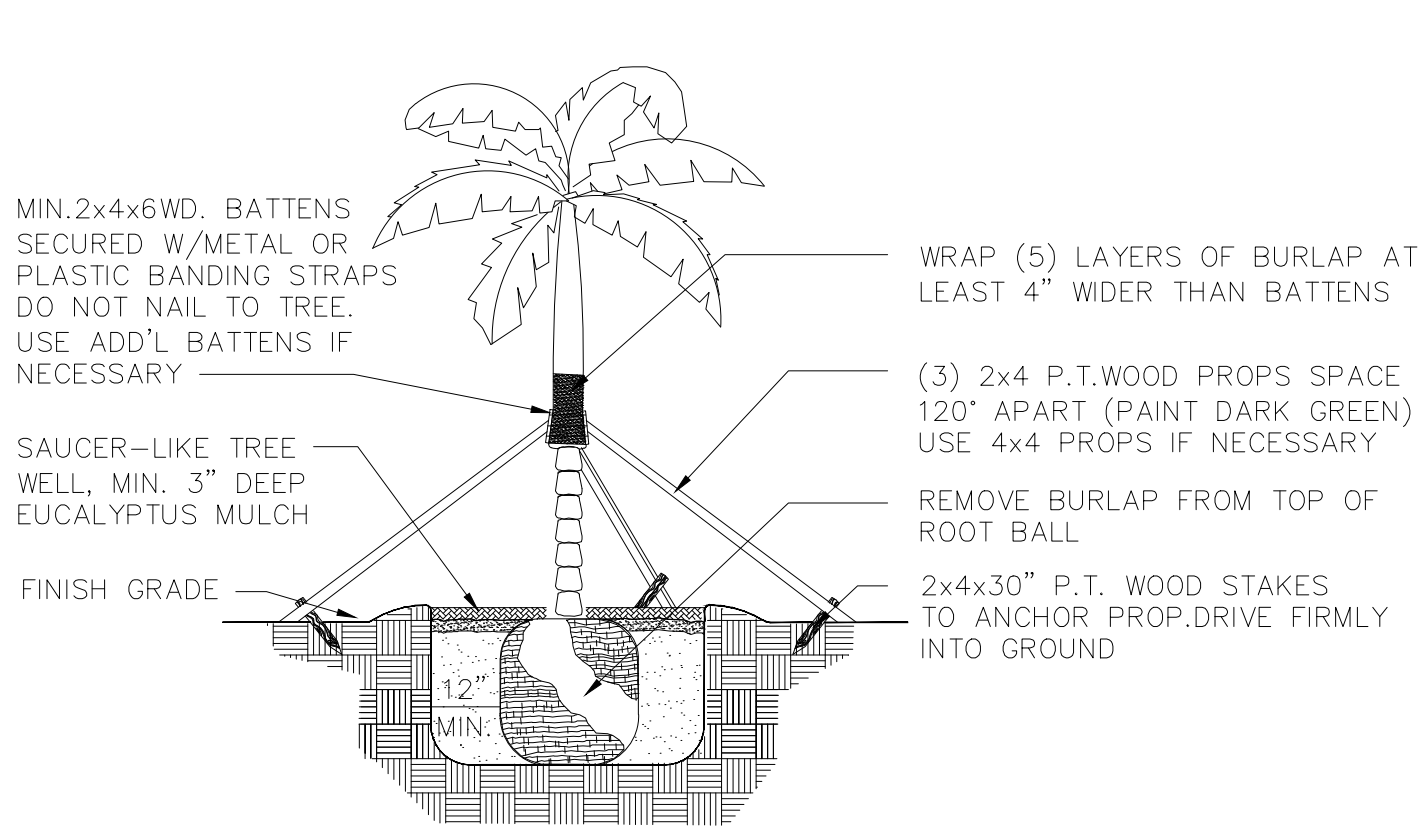 MIN.2x4x6WD. BATTENS
SECURED W/METAL OR
PLASTIC BANDING STRAPS
DO NOT NAIL TO TREE.
USE ADD'L BATTENS IF
NECESSARY
SAUCER–LIKE TREE
WELL, MIN. 3" DEEP
EUCALYPTUS MULCH
FINISH GRADE
12"
MIN.
WRAP (5) LAYERS OF BURLAP AT
LEAST 4" WIDER THAN BATTENS
(3) 2x4 P.T.WOOD PROPS SPACE
120° APART (PAINT DARK GREEN)
USE 4x4 PROPS IF NECESSARY
REMOVE BURLAP FROM TOP OF
ROOT BALL
2x4x30" P.T. WOOD STAKES
TO ANCHOR PROP.DRIVE FIRMLY
INTO GROUND